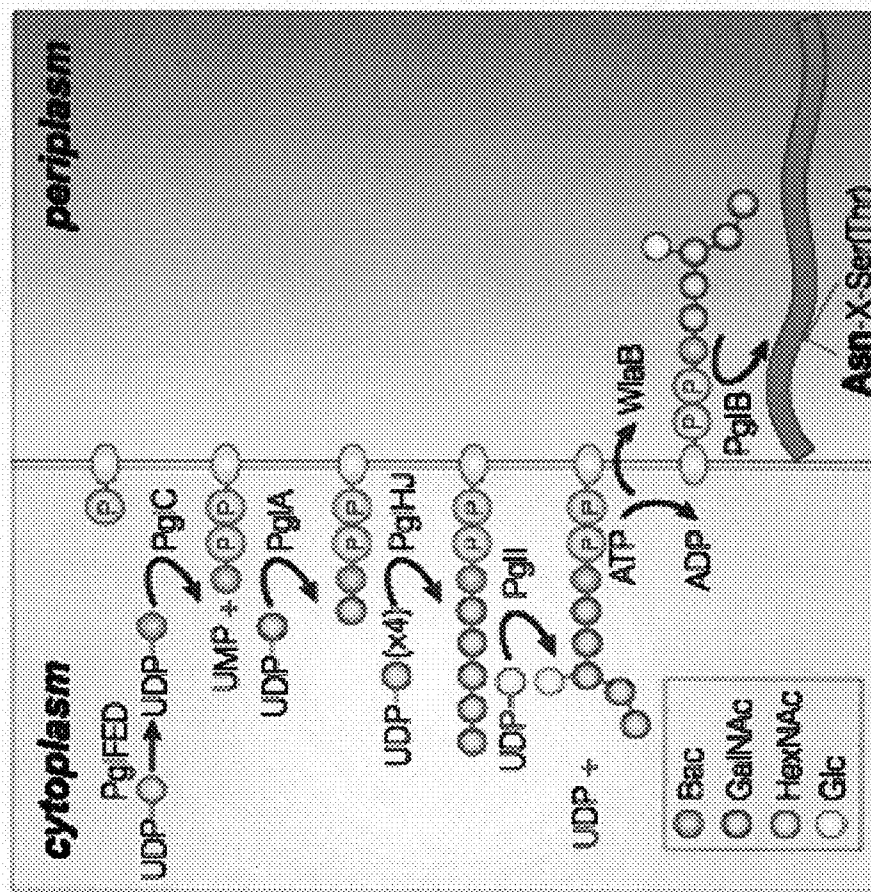 cytoplasm
periplasm
PglFED
UDP
UDP
P
PglC
UMP +
P P
UDP
PglA
P P
UDP
(x4)
PglHJ
P P
UDP
PglI
UDP +
P P
ATP
WlaB
ADP
P P
PglB
Asn-X-Ser(Thr)
Bac
GalNAc
HexNAc
Glc